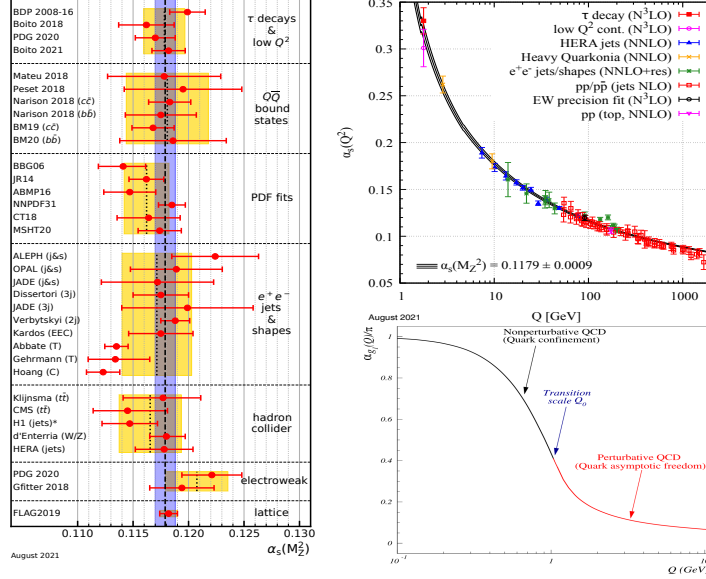 BDP 2008-16
Boito 2018
PDG 2020
Boito 2021
τ decays
&
low Q²
Mateu 2018
Peset 2018
Narison 2018 (cc̄)
Narison 2018 (bb̄)
BM19 (cc̄)
BM20 (bb̄)
QQ̄
bound
states
BBG06
JR14
ABMP16
NNPDF31
CT18
MSHT20
PDF fits
ALEPH (j&s)
OPAL (j&s)
JADE (j&s)
Dissertori (3j)
JADE (3j)
Verbytskyi (2j)
Kardos (EEC)
Abbate (T)
Gehrmann (T)
Hoang (C)
e⁺e⁻
jets
&
shapes
Klijnsma (tt̄)
CMS (tt̄)
H1 (jets)*
d'Enterria (W/Z)
HERA (jets)
hadron
collider
PDG 2020
Gfitter 2018
electroweak
FLAG2019
lattice
0.110 0.115 0.120 0.125 0.130
αs(M²Z)
August 2021
0.35
0.3
0.25
0.2
0.15
0.1
0.05
αs(Q²)
τ decay (N³LO)
low Q² cont. (N³LO)
HERA jets (NNLO)
Heavy Quarkonia (NNLO)
e⁺e⁻ jets/shapes (NNLO+res)
pp/pp̄ (jets NLO)
EW precision fit (N³LO)
pp (top, NNLO)
αs(MZ²) = 0.1179 ± 0.0009
1 10 100 1000
August 2021
Q [GeV]
αg₁(Q)/π
1
0.8
0.6
0.4
0.2
0
Nonperturbative QCD
(Quark confinement)
Transition
scale Q₀
Perturbative QCD
(Quark asymptotic freedom)
10⁻¹ 1 10
Q (GeV)